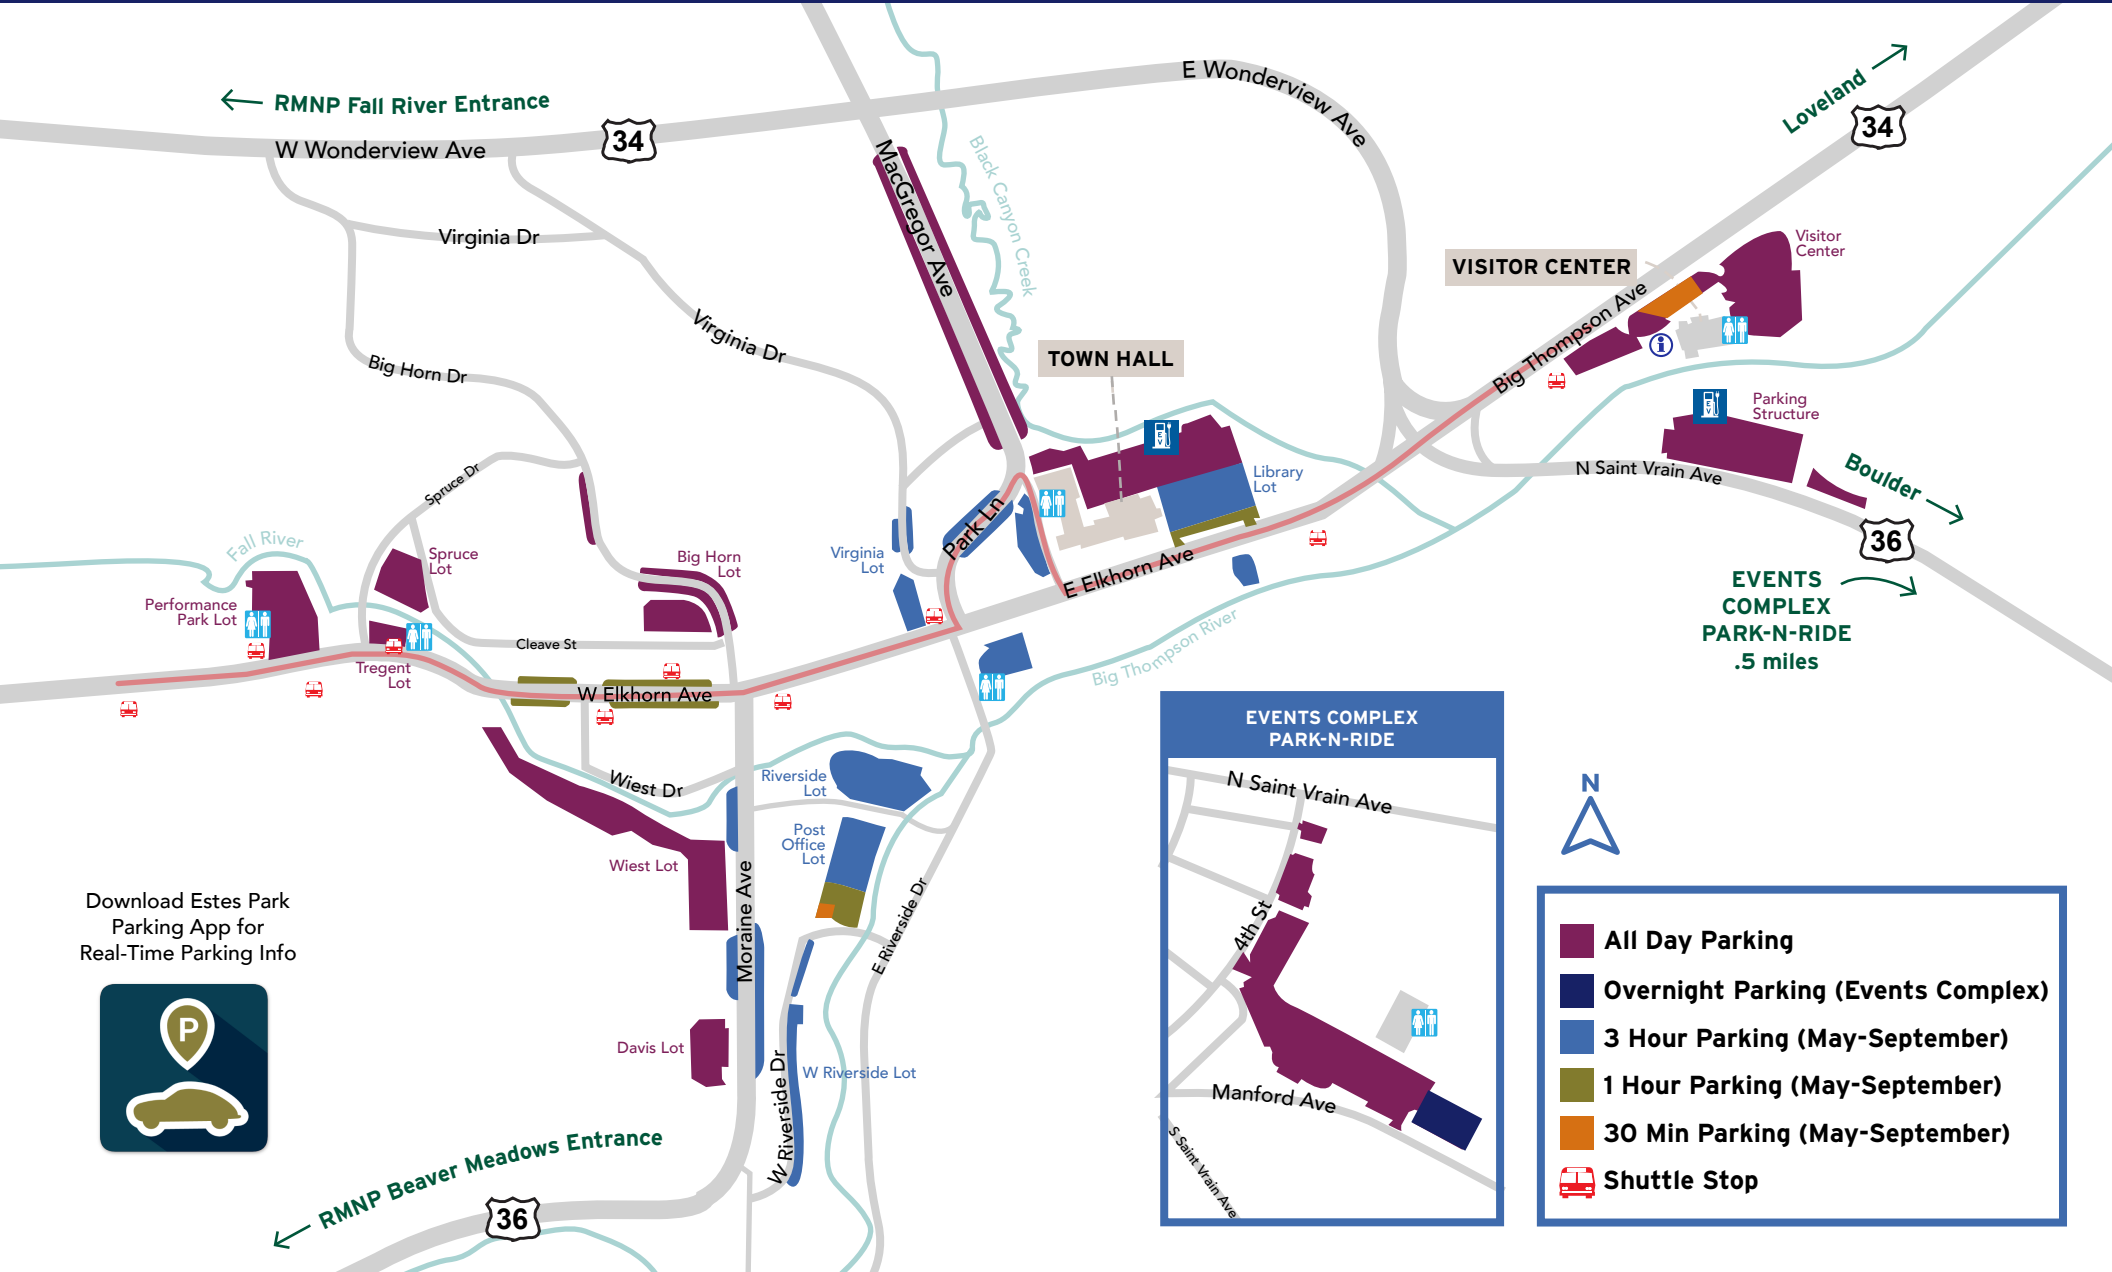 RMNP Fall River Entrance
W Wonderview Ave
34
E Wonderview Ave
Loveland
34
Virginia Dr
MacGregor Ave
Black Canyon Creek
Visitor
Center
VISITOR CENTER
Big Thompson Ave
Virginia Dr
Big Horn Dr
TOWN HALL
Parking
Structure
EV
EV
N Saint Vrain Ave
Boulder
36
Library
Lot
Spruce Dr
Park Ln
E Elkhorn Ave
Fall River
Spruce
Lot
Big Horn
Lot
Virginia
Lot
Performance
Park Lot
Cleave St
Tregent
Lot
W Elkhorn Ave
Big Thompson River
EVENTS
COMPLEX
PARK-N-RIDE
.5 miles
Wiest Dr
Riverside
Lot
Post
Office
Lot
Wiest Lot
Moraine Ave
E Riverside Dr
Davis Lot
W Riverside Dr
W Riverside Lot
Download Estes Park
Parking App for
Real-Time Parking Info
P
RMNP Beaver Meadows Entrance
36
EVENTS COMPLEX
PARK-N-RIDE
N Saint Vrain Ave
4th St
Manford Ave
S Saint Vrain Ave
N
All Day Parking
Overnight Parking (Events Complex)
3 Hour Parking (May-September)
1 Hour Parking (May-September)
30 Min Parking (May-September)
Shuttle Stop